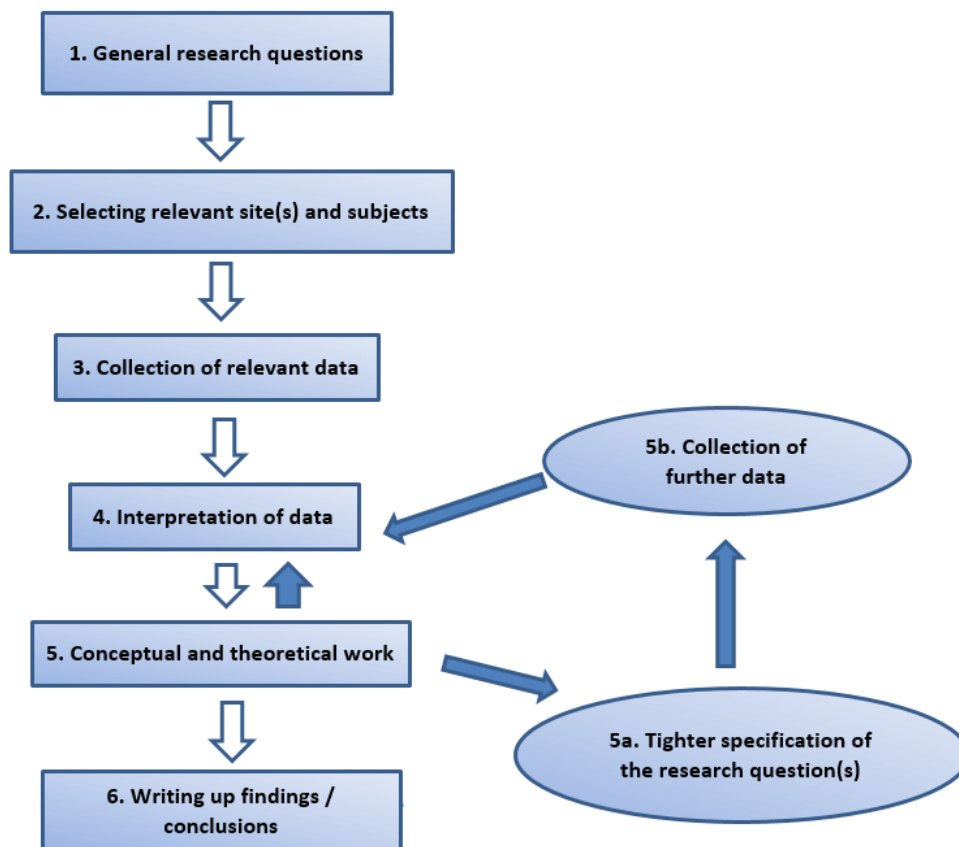 1. General research questions
2. Selecting relevant site(s) and subjects
3. Collection of relevant data
4. Interpretation of data
5b. Collection of
further data
5. Conceptual and theoretical work
5a. Tighter specification of
the research question(s)
6. Writing up findings /
conclusions